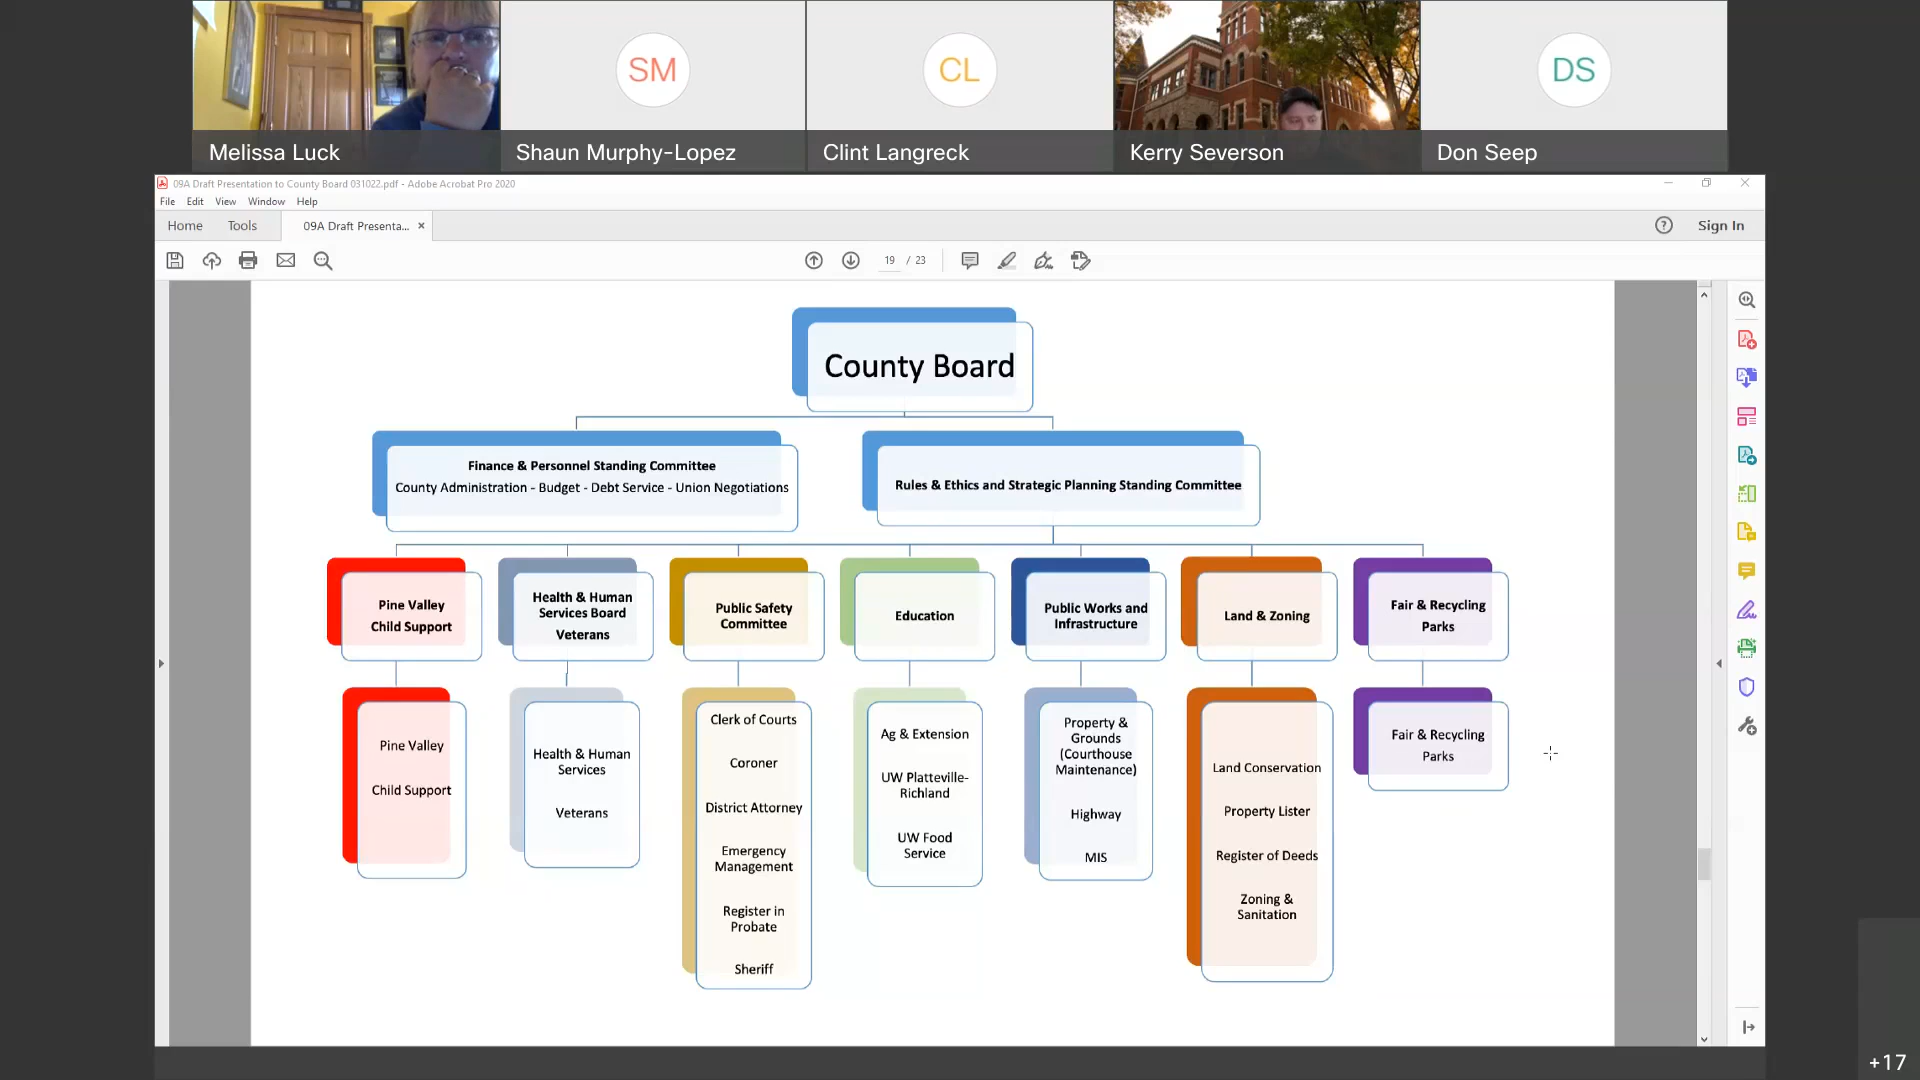 SM
CL
DS
Melissa Luck
Shaun Murphy-Lopez
Clint Langreck
Kerry Severson
Don Seep
09A Draft Presentation to County Board 031022.pdf - Adobe Acrobat Pro 2020
File Edit View Window Help
Home Tools 09A Draft Presenta... × Sign In
19 / 23
County Board
Finance & Personnel Standing Committee
County Administration - Budget - Debt Service - Union Negotiations
Rules & Ethics and Strategic Planning Standing Committee
Pine Valley
Child Support
Health & Human
Services Board
Veterans
Public Safety
Committee
Education
Public Works and
Infrastructure
Land & Zoning
Fair & Recycling
Parks
Pine Valley
Child Support
Health & Human
Services
Veterans
Clerk of Courts
Coroner
District Attorney
Emergency
Management
Register in
Probate
Sheriff
Ag & Extension
UW Platteville-
Richland
UW Food
Service
Property &
Grounds
(Courthouse
Maintenance)
Highway
MIS
Land Conservation
Property Lister
Register of Deeds
Zoning &
Sanitation
Fair & Recycling
Parks
+17